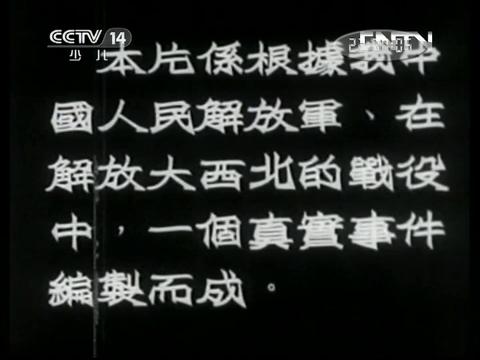 CCTV 14
少儿
CNTV
本片係根據我中
國人民解放軍、在
解放大西北的戰役
中，一個真實事件
編製而成。